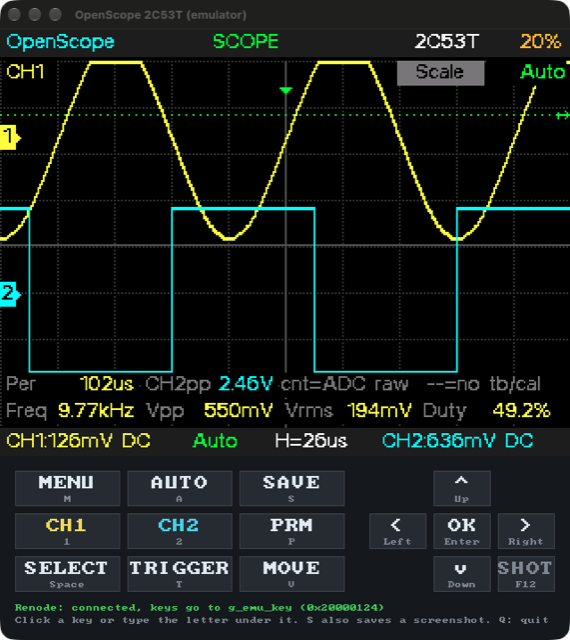 OpenScope 2C53T (emulator)
OpenScope SCOPE 2C53T 20%
CH1 Scale Auto
1
2
Per 102us CH2pp 2.46V cnt=ADC raw --=no tb/cal
Freq 9.77kHz Vpp 550mV Vrms 194mV Duty 49.2%
CH1:126mV DC Auto H=26us CH2:636mV DC
MENU AUTO SAVE ^
M A S Up
CH1 CH2 PRM < OK >
1 2 P Left Enter Right
SELECT TRIGGER MOVE v SHOT
Space T V Down F12
Renode: connected, keys go to g_emu_key (0x20000124)
Click a key or type the letter under it. S also saves a screenshot. Q: quit